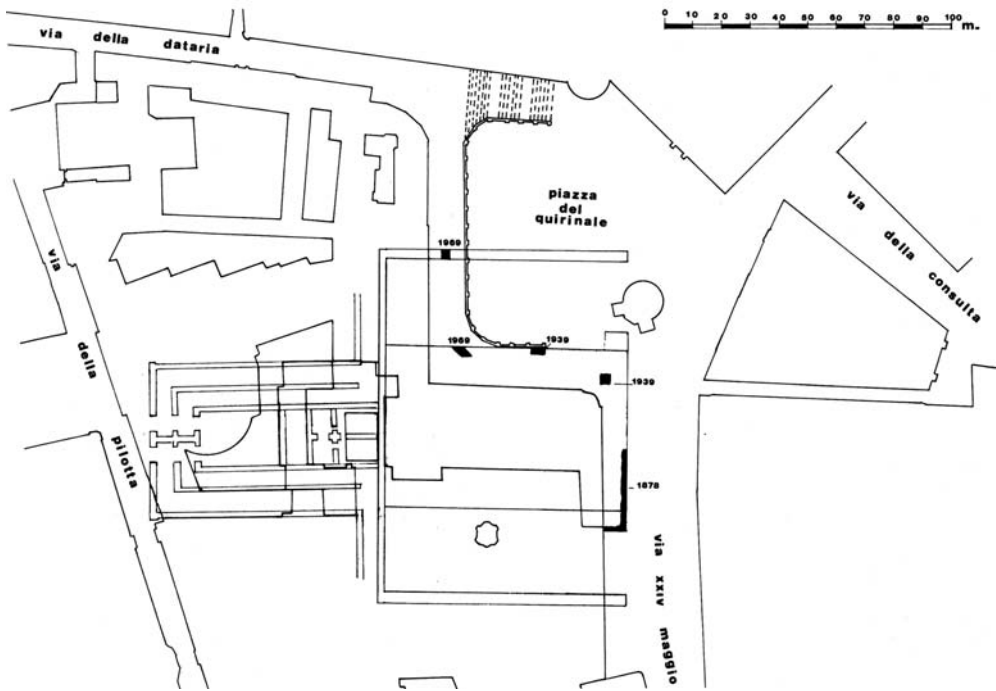 0 10 20 30 40 50 60 70 80 90 100 m.
via della dataria
piazza
del
quirinale
via della consulta
1969
1969
1939
1939
1878
via della pilotta
via xxiv maggio